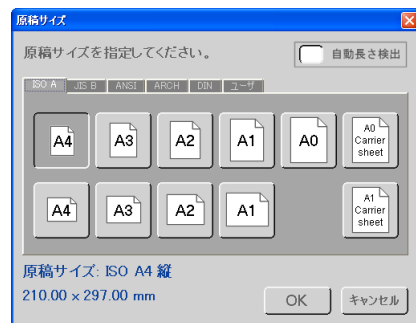 原稿サイズ
原稿サイズを指定してください。
自動長さ検出
ISO A JIS B ANSI ARCH DIN ユーザ
A4 A3 A2 A1 A0 A0 Carrier sheet
A4 A3 A2 A1 A1 Carrier sheet
原稿サイズ: ISO A4 縦
210.00 × 297.00 mm
OK キャンセル